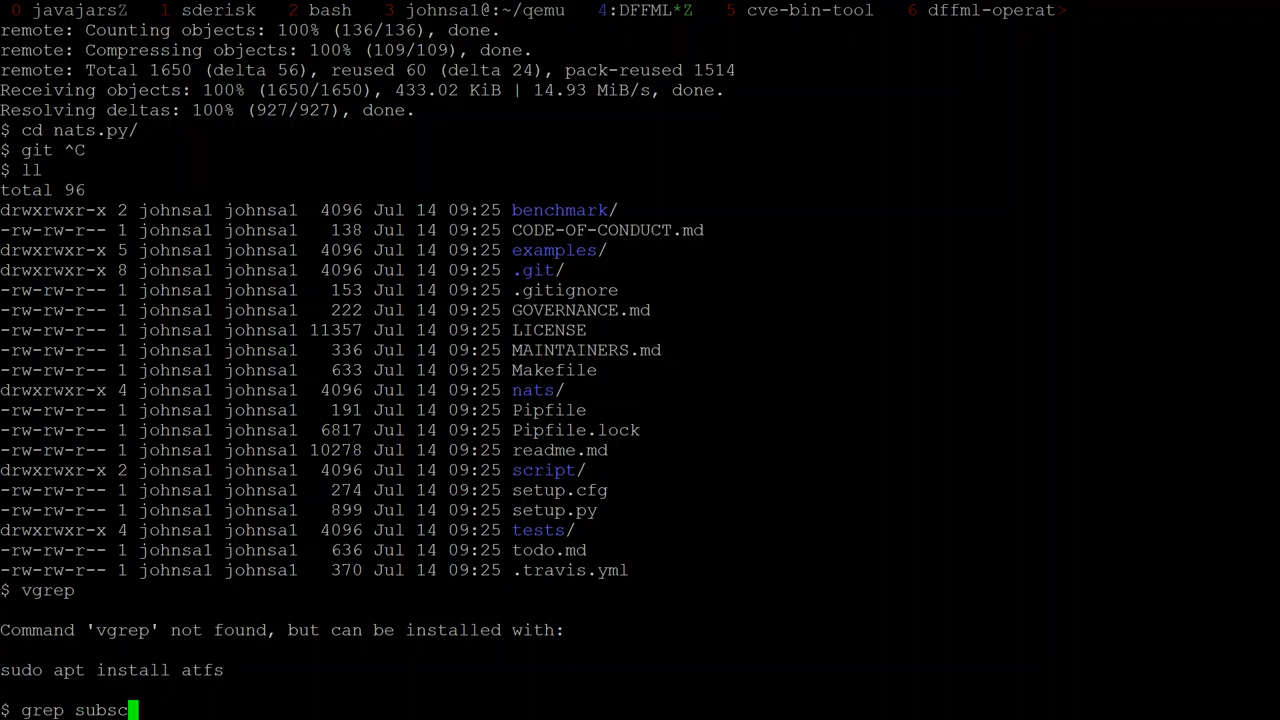 0 javajarsZ  1 sderisk  2 bash  3 johnsa1@:~/qemu  4:DFFML*Z  5 cve-bin-tool  6 dffml-operat>
remote: Counting objects: 100% (136/136), done.
remote: Compressing objects: 100% (109/109), done.
remote: Total 1650 (delta 56), reused 60 (delta 24), pack-reused 1514
Receiving objects: 100% (1650/1650), 433.02 KiB | 14.93 MiB/s, done.
Resolving deltas: 100% (927/927), done.
$ cd nats.py/
$ git ^C
$ ll
total 96
drwxrwxr-x 2 johnsa1 johnsa1  4096 Jul 14 09:25 benchmark/
-rw-rw-r-- 1 johnsa1 johnsa1   138 Jul 14 09:25 CODE-OF-CONDUCT.md
drwxrwxr-x 5 johnsa1 johnsa1  4096 Jul 14 09:25 examples/
drwxrwxr-x 8 johnsa1 johnsa1  4096 Jul 14 09:25 .git/
-rw-rw-r-- 1 johnsa1 johnsa1   153 Jul 14 09:25 .gitignore
-rw-rw-r-- 1 johnsa1 johnsa1   222 Jul 14 09:25 GOVERNANCE.md
-rw-rw-r-- 1 johnsa1 johnsa1 11357 Jul 14 09:25 LICENSE
-rw-rw-r-- 1 johnsa1 johnsa1   336 Jul 14 09:25 MAINTAINERS.md
-rw-rw-r-- 1 johnsa1 johnsa1   633 Jul 14 09:25 Makefile
drwxrwxr-x 4 johnsa1 johnsa1  4096 Jul 14 09:25 nats/
-rw-rw-r-- 1 johnsa1 johnsa1   191 Jul 14 09:25 Pipfile
-rw-rw-r-- 1 johnsa1 johnsa1  6817 Jul 14 09:25 Pipfile.lock
-rw-rw-r-- 1 johnsa1 johnsa1 10278 Jul 14 09:25 readme.md
drwxrwxr-x 2 johnsa1 johnsa1  4096 Jul 14 09:25 script/
-rw-rw-r-- 1 johnsa1 johnsa1   274 Jul 14 09:25 setup.cfg
-rw-rw-r-- 1 johnsa1 johnsa1   899 Jul 14 09:25 setup.py
drwxrwxr-x 4 johnsa1 johnsa1  4096 Jul 14 09:25 tests/
-rw-rw-r-- 1 johnsa1 johnsa1   636 Jul 14 09:25 todo.md
-rw-rw-r-- 1 johnsa1 johnsa1   370 Jul 14 09:25 .travis.yml
$ vgrep
Command 'vgrep' not found, but can be installed with:
sudo apt install atfs
$ grep subsc